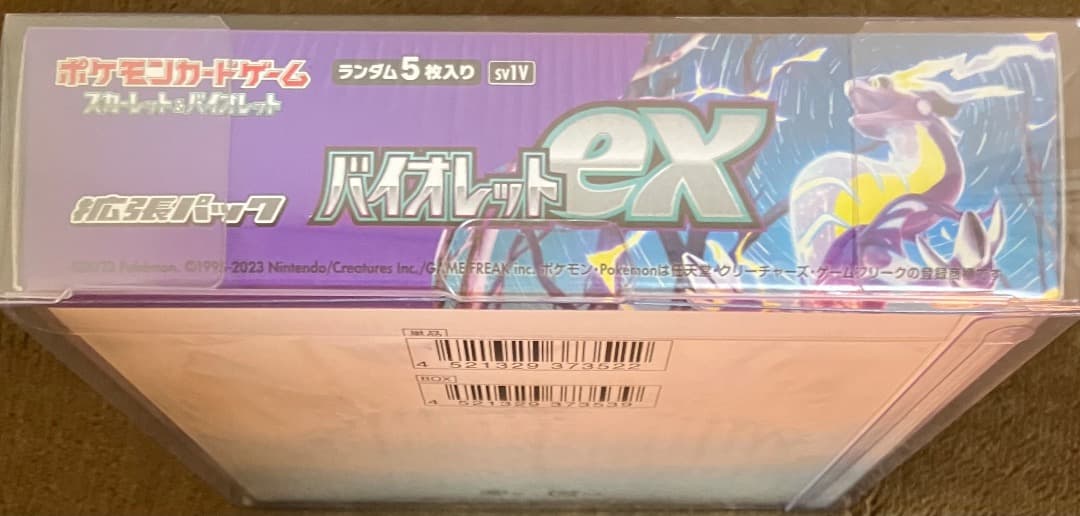 ポケモンカードゲーム
スカーレット&バイオレット
ランダム5枚入り
sv1V
拡張パック
バイオレットex
©2023 Pokémon. ©1995-2023 Nintendo/Creatures Inc./GAME FREAK inc. ポケモン・Pokémonは任天堂・クリーチャーズ・ゲームフリークの登録商標です
単品
4 521329 373522
BOX
4 521329 373539